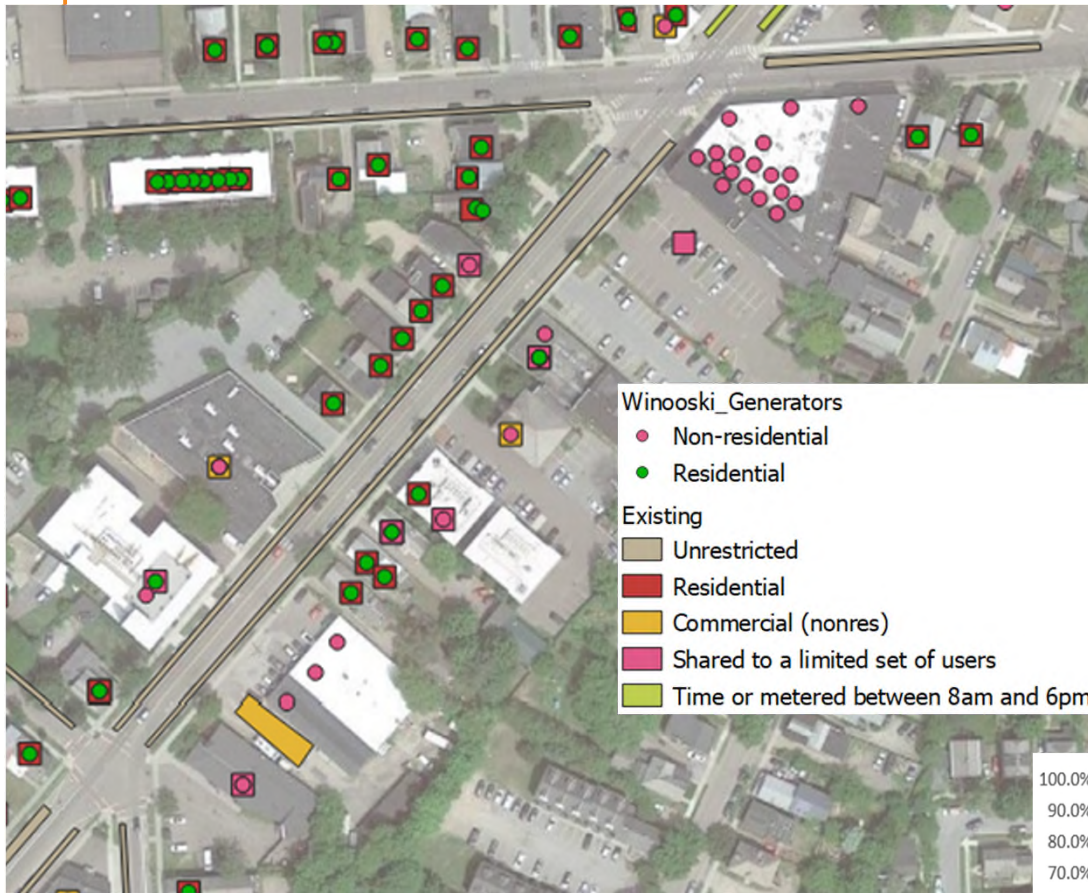 Winooski_Generators
Non-residential
Residential
Existing
Unrestricted
Residential
Commercial (nonres)
Shared to a limited set of users
Time or metered between 8am and 6pm
100.0%
90.0%
80.0%
70.0%